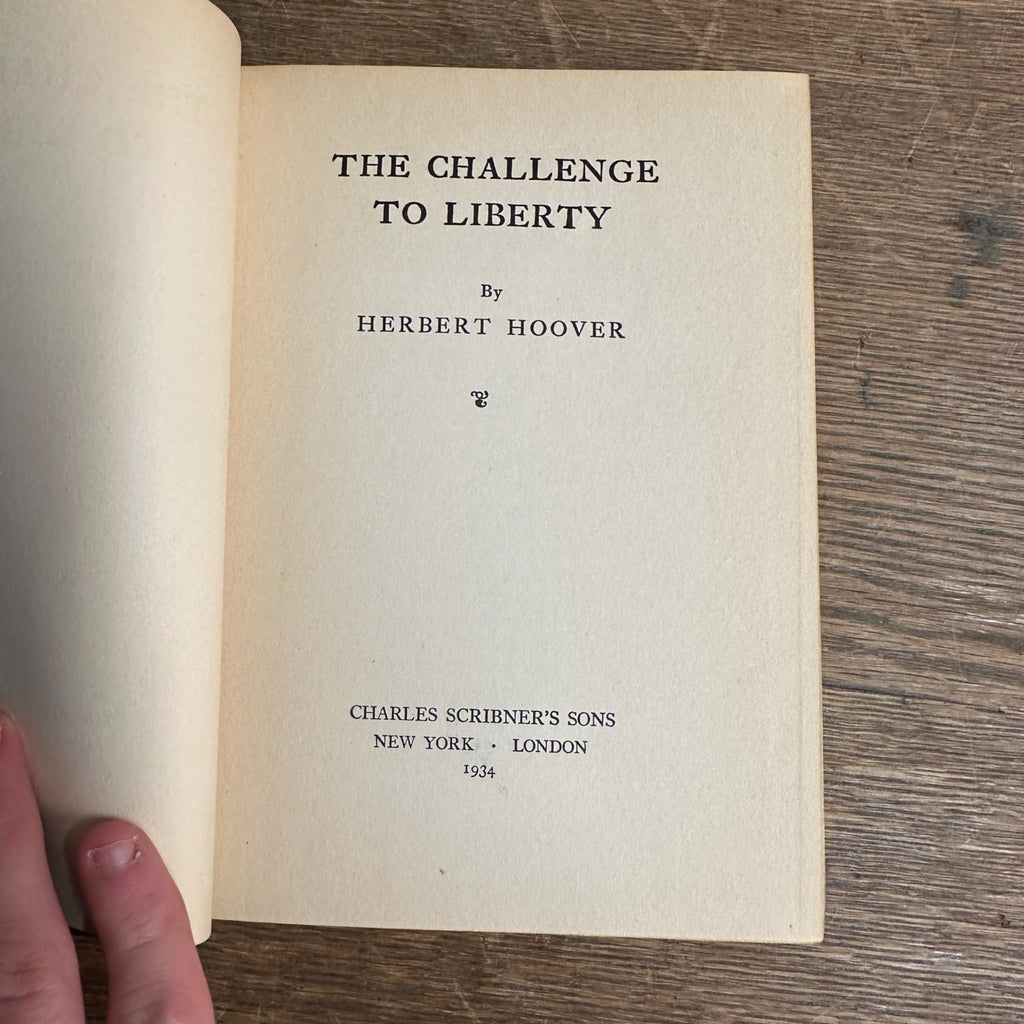 THE CHALLENGE
TO LIBERTY
By
HERBERT HOOVER
CHARLES SCRIBNER'S SONS
NEW YORK · LONDON
1934